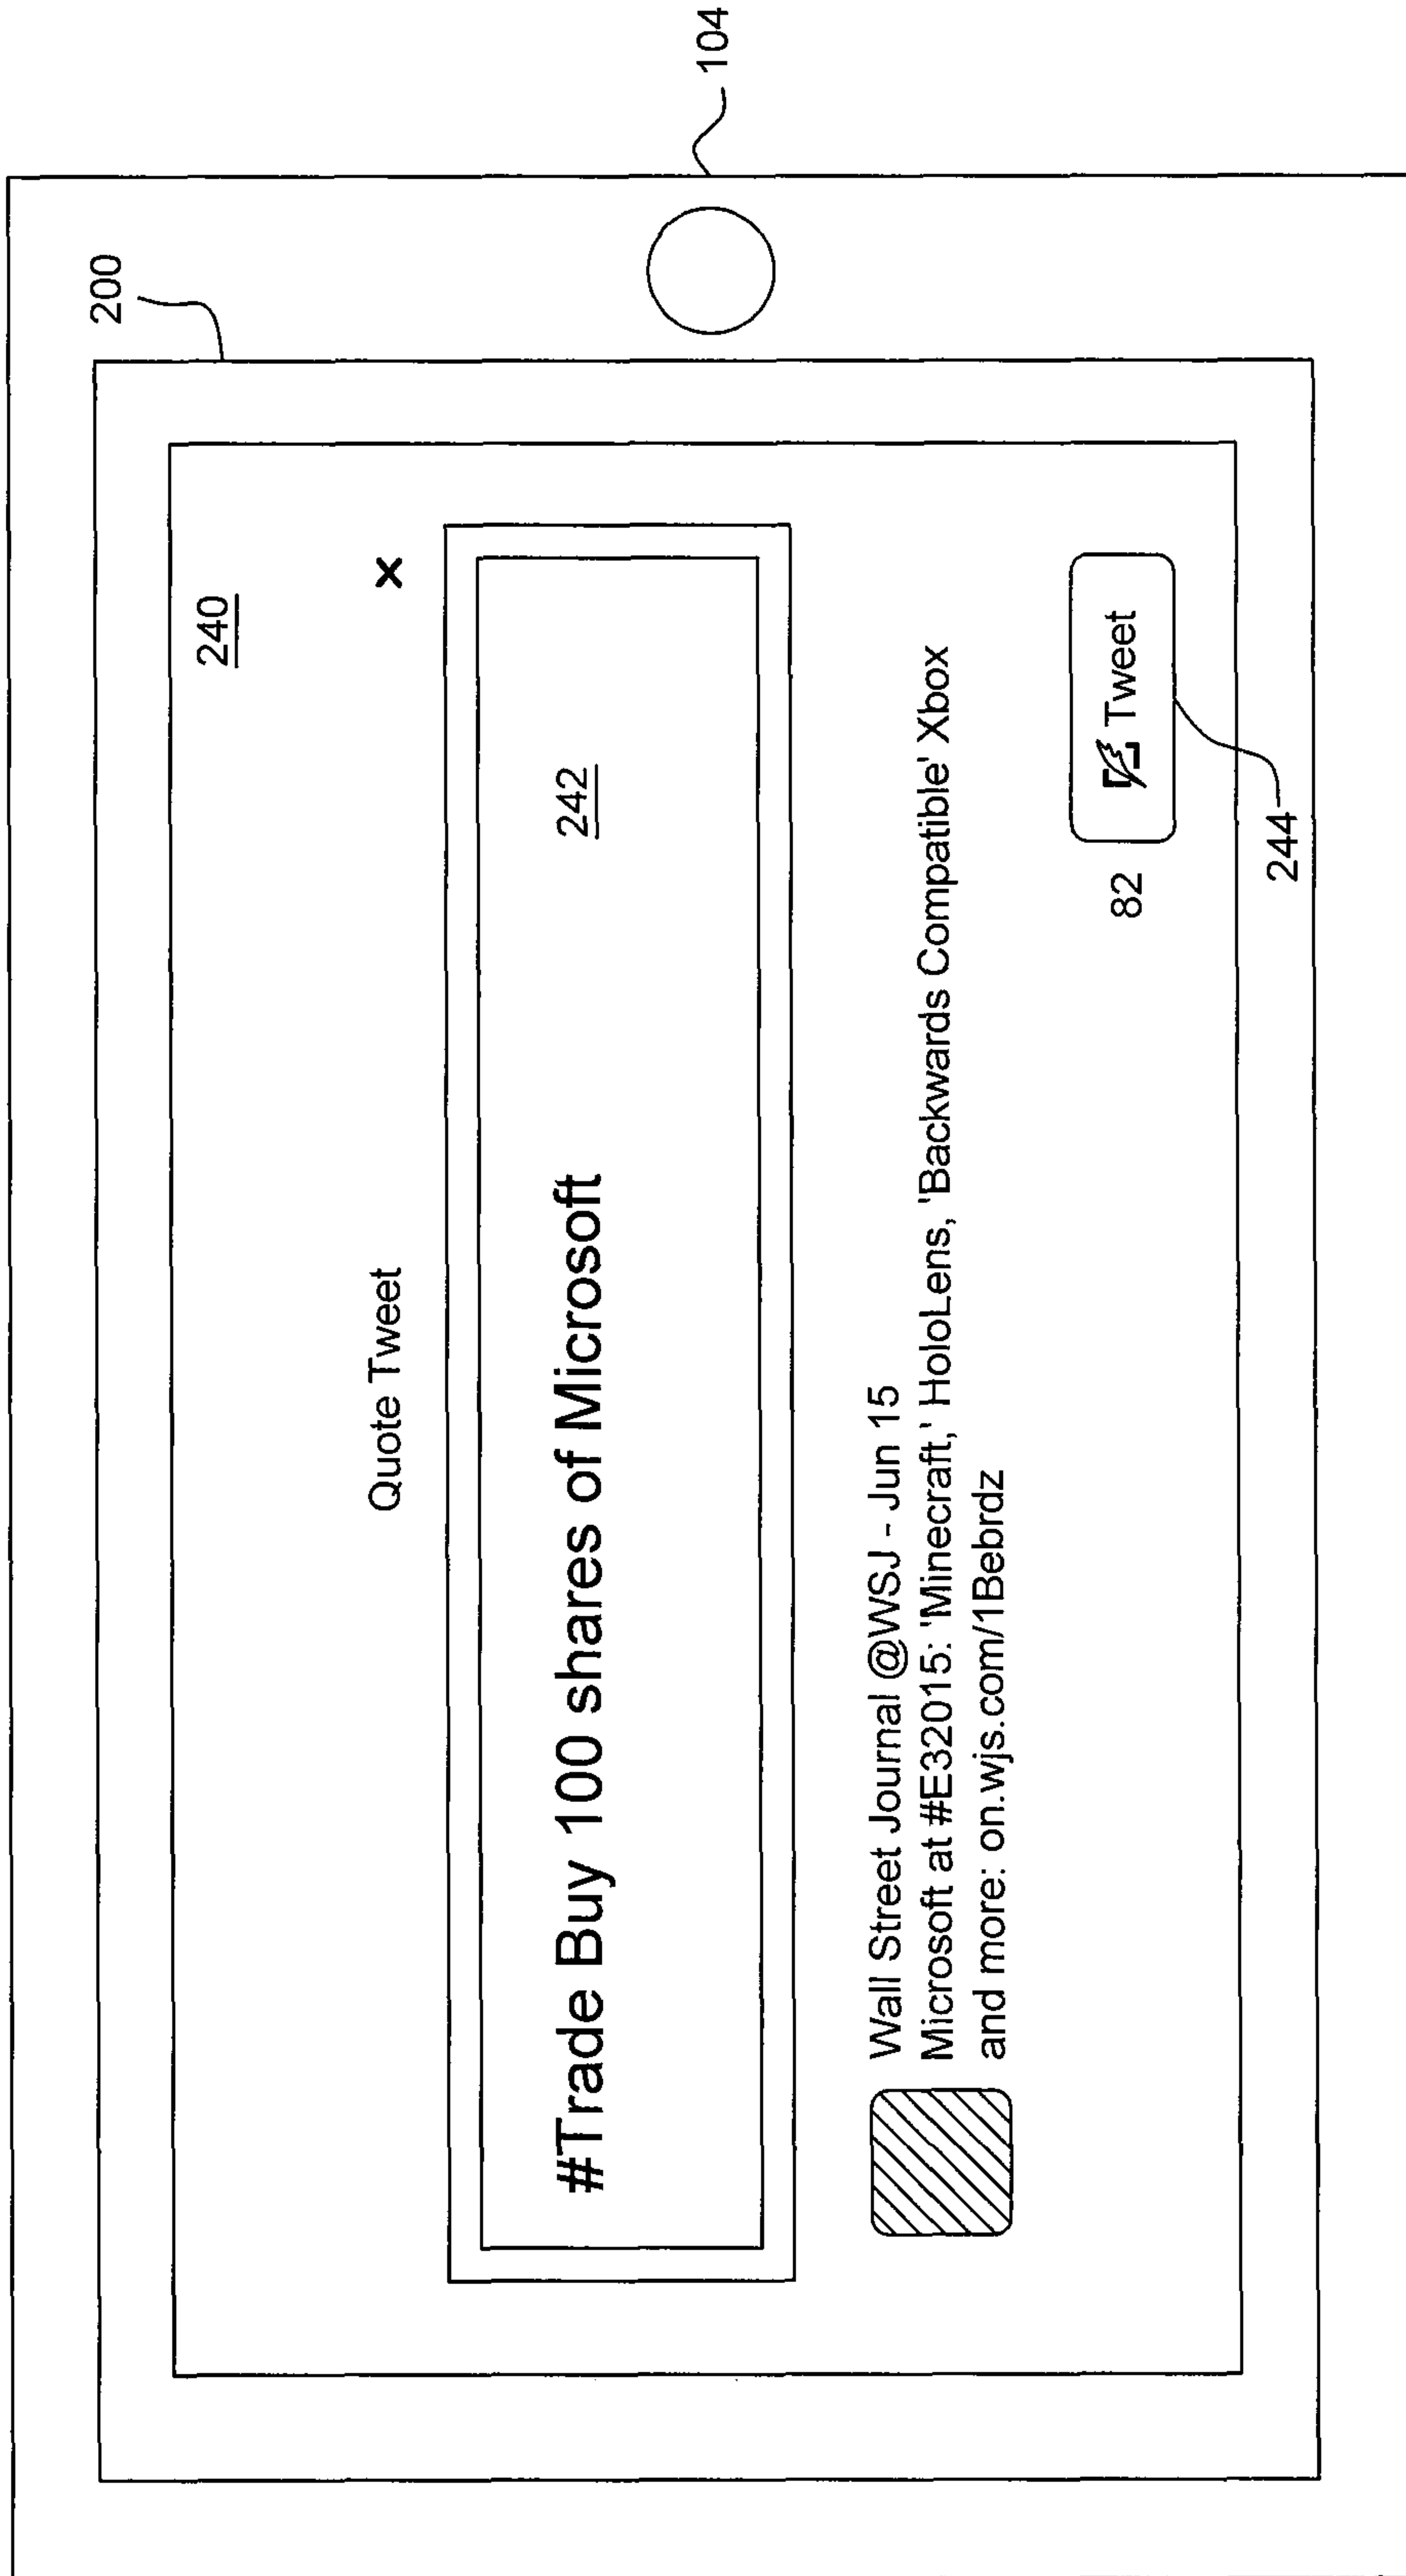 200
240
Quote Tweet
x
#Trade Buy 100 shares of Microsoft
242
104
Wall Street Journal @WSJ - Jun 15
Microsoft at #E32015: 'Minecraft,' HoloLens, 'Backwards Compatible' Xbox
and more: on.wjs.com/1Bebrdz
82
Tweet
244